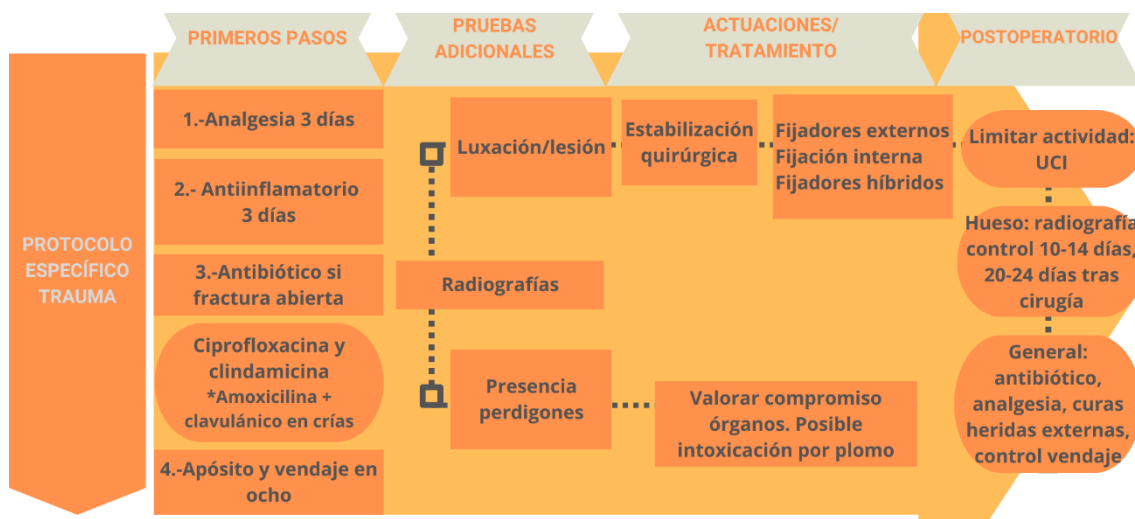 PRIMEROS PASOS
PRUEBAS
ADICIONALES
ACTUACIONES/
TRATAMIENTO
POSTOPERATORIO
PROTOCOLO
ESPECÍFICO
TRAUMA
1.-Analgesia 3 días
2.- Antiinflamatorio
3 días
3.-Antibiótico si
fractura abierta
Ciprofloxacina y
clindamicina
*Amoxicilina +
clavulánico en crías
4.-Apósito y vendaje en
ocho
Radiografías
Luxación/lesión
Presencia
perdigones
Estabilización
quirúrgica
Fijadores externos
Fijación interna
Fijadores híbridos
Valorar compromiso
órganos. Posible
intoxicación por plomo
Limitar actividad:
UCI
Hueso: radiografía
control 10-14 días,
20-24 días tras
cirugía
General:
antibiótico,
analgesia, curas
heridas externas,
control vendaje